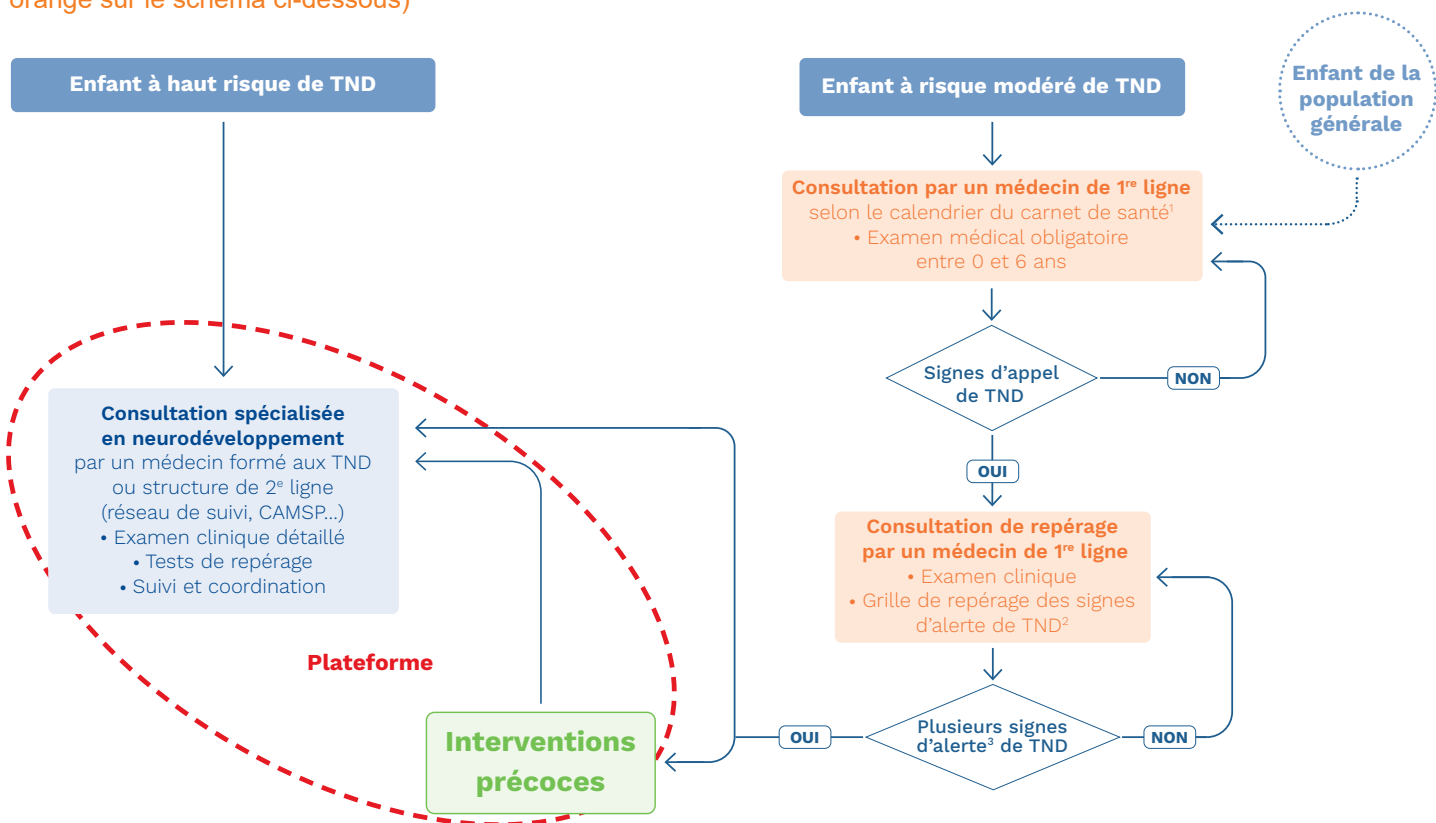 orange sur le schéma ci-dessous)
Enfant à haut risque de TND
Enfant à risque modéré de TND
Enfant de la
population
générale
Consultation par un médecin de 1re ligne
selon le calendrier du carnet de santé1
• Examen médical obligatoire
entre 0 et 6 ans
Signes d’appel
de TND
NON
OUI
Consultation spécialisée
en neurodéveloppement
par un médecin formé aux TND
ou structure de 2e ligne
(réseau de suivi, CAMSP...)
• Examen clinique détaillé
• Tests de repérage
• Suivi et coordination
Consultation de repérage
par un médecin de 1re ligne
• Examen clinique
• Grille de repérage des signes
d’alerte de TND2
Plateforme
Plusieurs signes
d’alerte3 de TND
OUI
NON
Interventions
précoces